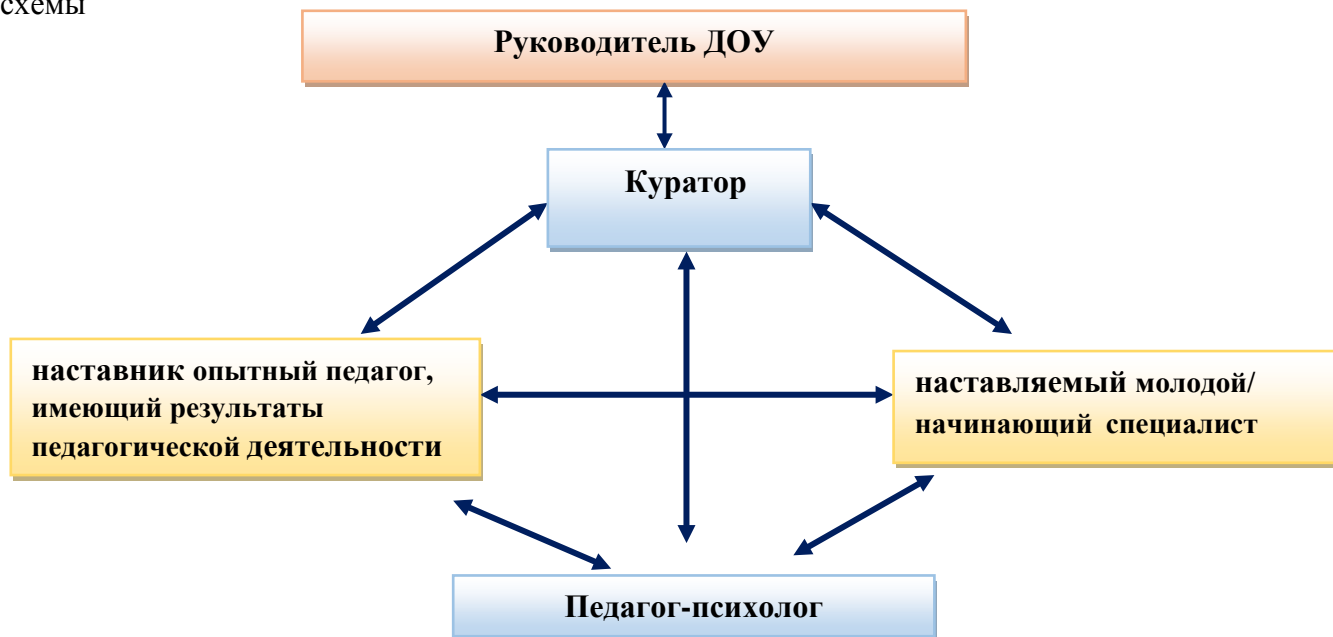 схемы
Руководитель ДОУ
Куратор
наставник опытный педагог,
имеющий результаты
педагогической деятельности
наставляемый молодой/
начинающий специалист
Педагог-психолог